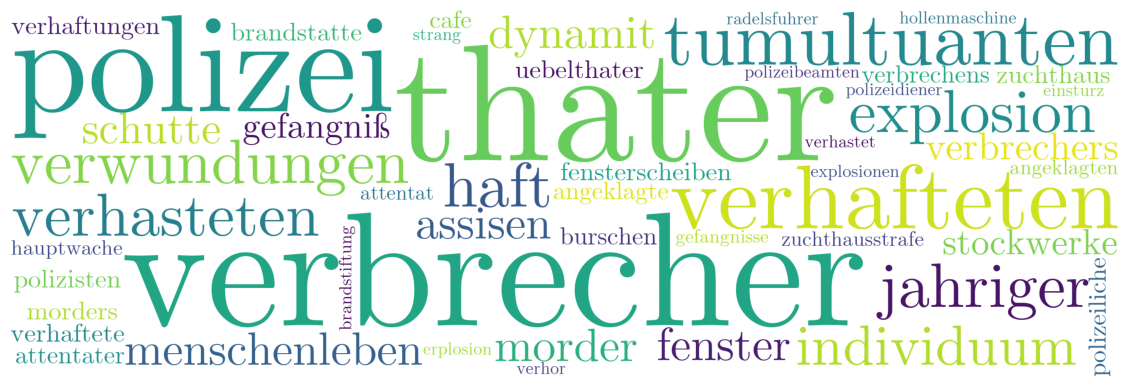 verhaftungen
polizei
brandstatte
cafe
strang
dynamit
radelsfuhrer
hollenmaschine
tumultuanten
thater
uebelthater
polizeibeamten
verbrechens
zuchthaus
polizeidiener
einsturz
schutte
gefangniß
explosion
verhastet
verbrechers
verwundungen
haft
fensterscheiben
explosionen
angeklagten
attentat
angeklagte
verhafteten
verhasteten
assisen
burschen
gefangnisse
zuchthausstrafe
stockwerke
hauptwache
brandstiftung
verbrecher
polizisten
jahriger
polizeiliche
morders
verhaftete
attentater
menschenleben
erplosion
morder
verhor
fenster
individuum